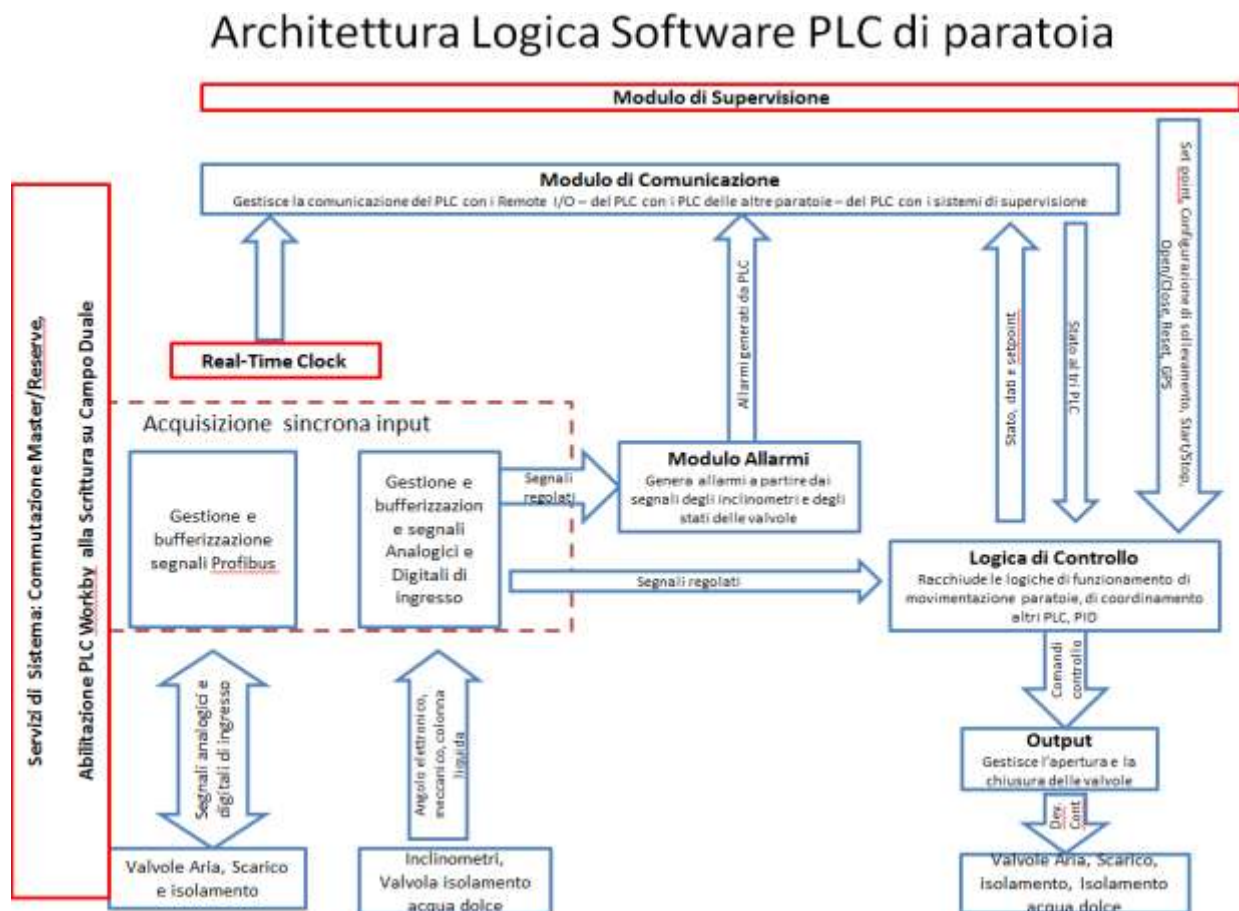 Architettura Logica Software PLC di paratoia
Modulo di Supervisione
Modulo di Comunicazione
Gestisce la comunicazione del PLC con i Remote I/O – del PLC con i PLC delle altre paratoie – del PLC con i sistemi di supervisione
Set point, Configurazione di sollevamento, Start/Stop,
Open/Close, Reset, GPS
Servizi di Sistema: Commutazione Master/Reserve,
Abilitazione PLC Workby alla Scrittura su Campo Duale
Real-Time Clock
Allarmi generati da PLC
Stato, dati e setpoint
Stato altri PLC
Acquisizione sincrona input
Gestione e
bufferizzazione
segnali Profibus
Gestione e
bufferizzazion
e segnali
Analogici e
Digitali di
ingresso
Segnali
regolati
Modulo Allarmi
Genera allarmi a partire dai
segnali degli inclinometri e degli
stati delle valvole
Segnali regolati
Logica di Controllo
Racchiude le logiche di funzionamento di
movimentazione paratoie, di coordinamento
altri PLC, PID
Segnali analogici e
digitali di ingresso
Angolo elettronico,
meccanico, colonna
liquida
Comandi
controllo
Output
Gestisce l'apertura e la
chiusura delle valvole
Dev.
Cont
Valvole Aria, Scarico
e isolamento
Inclinometri,
Valvola isolamento
acqua dolce
Valvole Aria, Scarico,
isolamento, Isolamento
acqua dolce